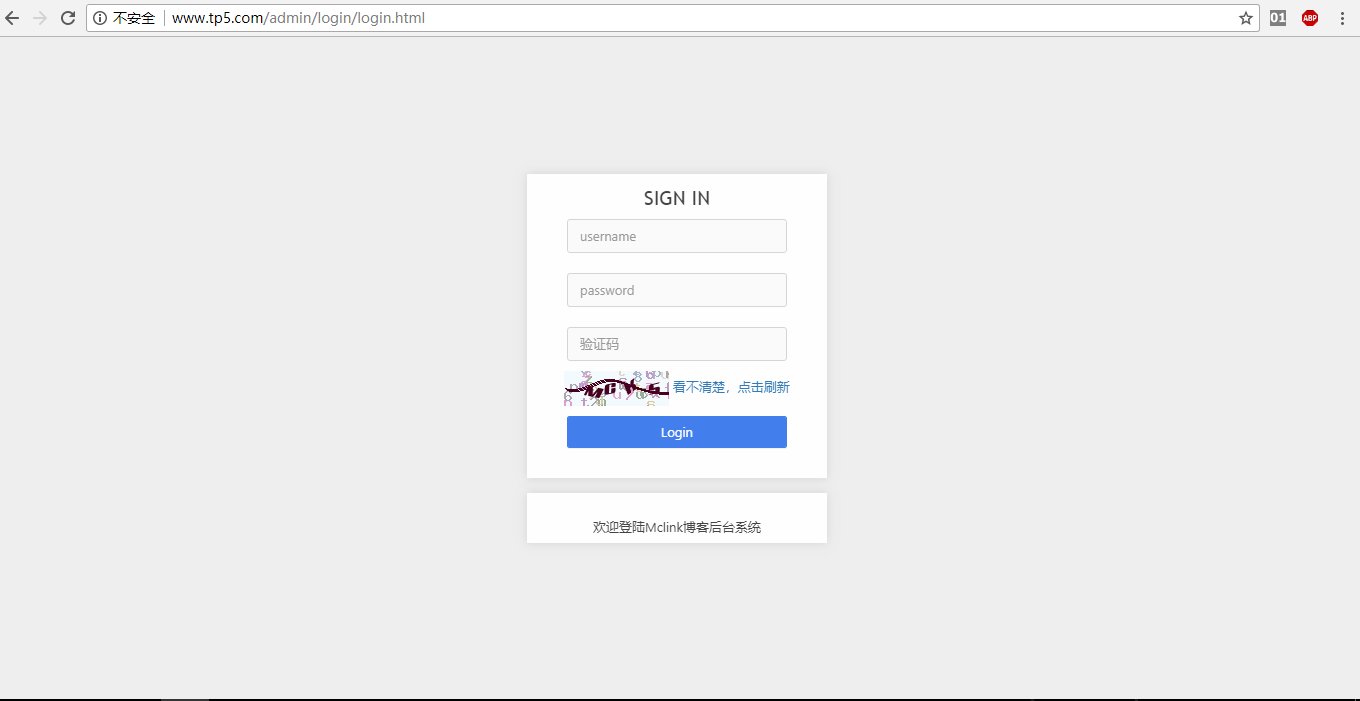 不安全 www.tp5.com/admin/login/login.html
01
ABP
SIGN IN
username
password
验证码
看不清楚，点击刷新
Login
欢迎登陆Mclink博客后台系统